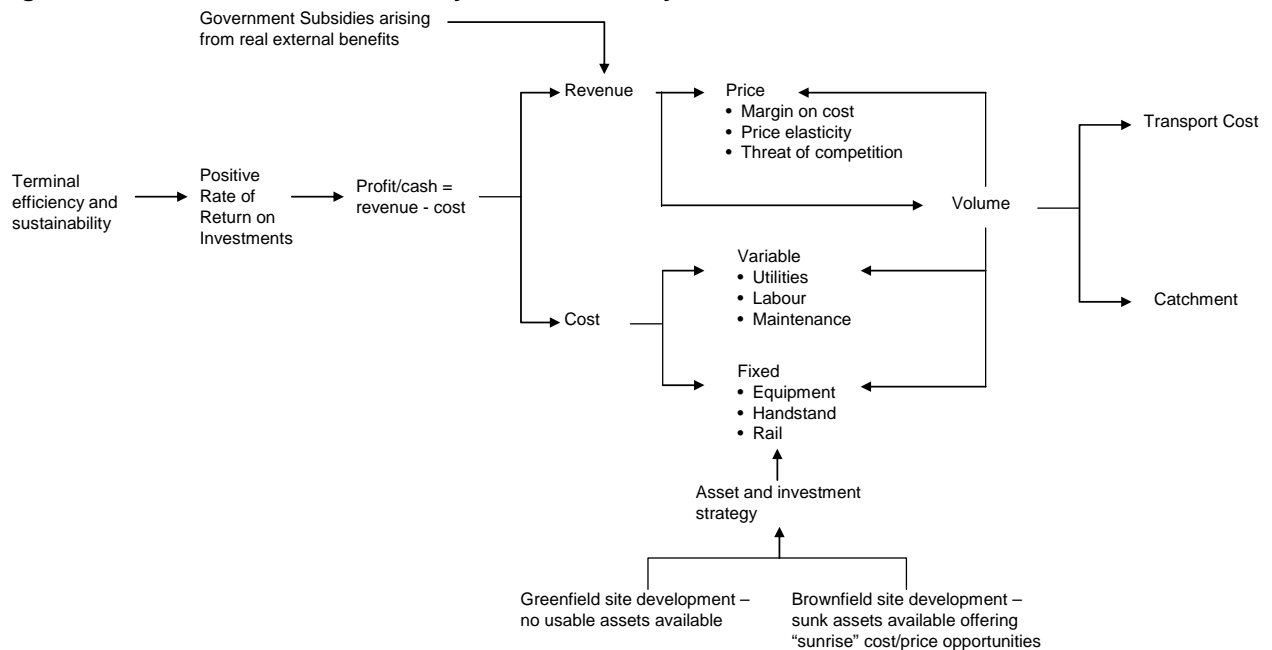 Government Subsidies arising
from real external benefits
Revenue
Price
• Margin on cost
• Price elasticity
• Threat of competition
Transport Cost
Terminal
efficiency and
sustainability
Positive
Rate of
Return on
Investments
Profit/cash =
revenue - cost
Volume
Variable
• Utilities
• Labour
• Maintenance
Catchment
Cost
Fixed
• Equipment
• Handstand
• Rail
Asset and investment
strategy
Greenfield site development –
no usable assets available
Brownfield site development –
sunk assets available offering
“sunrise” cost/price opportunities